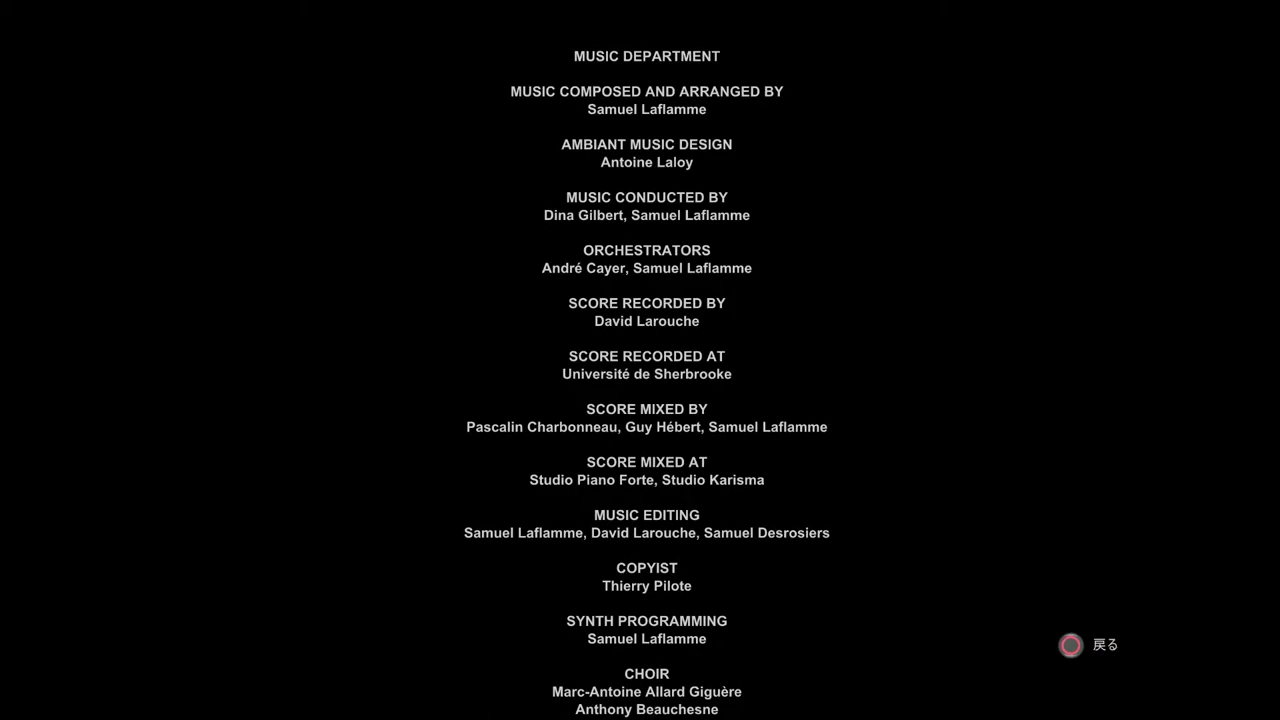 MUSIC DEPARTMENT
MUSIC COMPOSED AND ARRANGED BY
Samuel Laflamme
AMBIANT MUSIC DESIGN
Antoine Laloy
MUSIC CONDUCTED BY
Dina Gilbert, Samuel Laflamme
ORCHESTRATORS
André Cayer, Samuel Laflamme
SCORE RECORDED BY
David Larouche
SCORE RECORDED AT
Université de Sherbrooke
SCORE MIXED BY
Pascalin Charbonneau, Guy Hébert, Samuel Laflamme
SCORE MIXED AT
Studio Piano Forte, Studio Karisma
MUSIC EDITING
Samuel Laflamme, David Larouche, Samuel Desrosiers
COPYIST
Thierry Pilote
SYNTH PROGRAMMING
Samuel Laflamme
戻る
CHOIR
Marc-Antoine Allard Giguère
Anthony Beauchesne